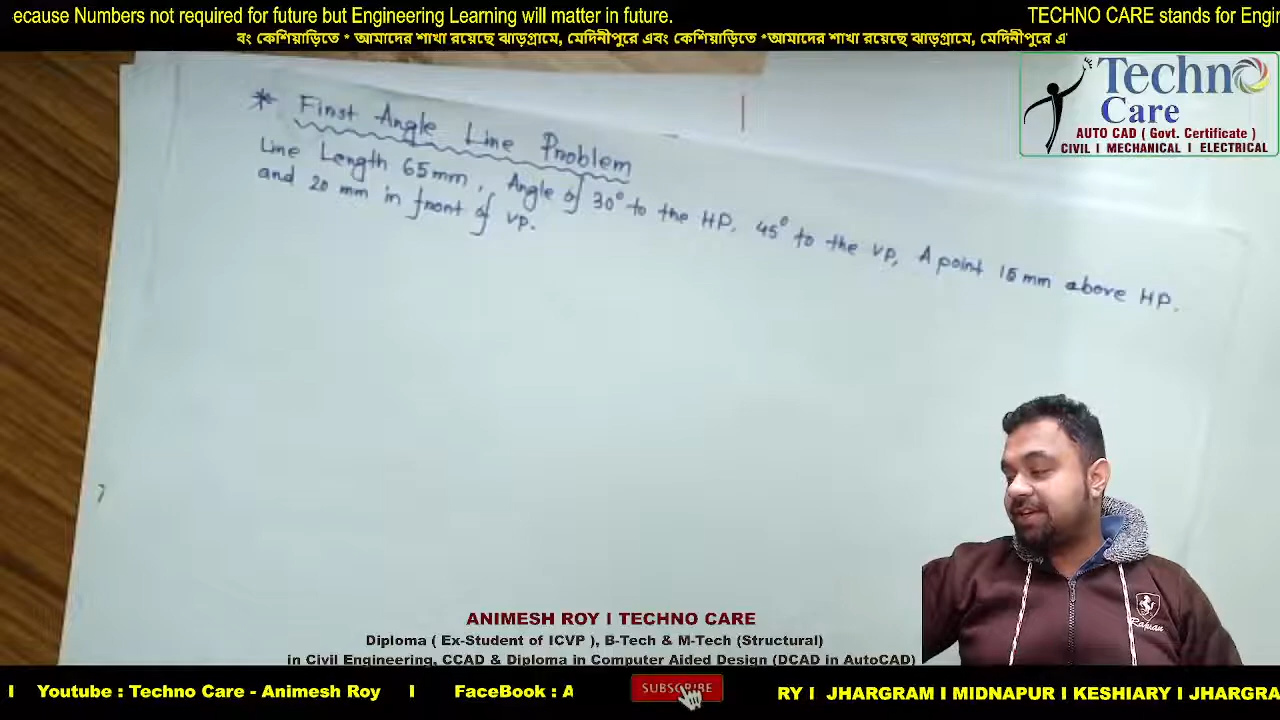 ecause Numbers not required for future but Engineering Learning will matter in future.
TECHNO CARE stands for Engin
বং কেশিয়াড়িতে * আমাদের শাখা রয়েছে ঝাড়গ্রামে, মেদিনীপুরে এবং কেশিয়াড়িতে *আমাদের শাখা রয়েছে ঝাড়গ্রামে, মেদিনীপুরে এ
Techno
Care
AUTO CAD ( Govt. Certificate )
CIVIL I MECHANICAL I ELECTRICAL
* First Angle Line Problem
Line Length 65mm, Angle of 30° to the HP. 45° to the VP, A point 15 mm above HP.
and 20 mm in front of VP.
Raman
ANIMESH ROY I TECHNO CARE
Diploma ( Ex-Student of ICVP ), B-Tech & M-Tech (Structural)
in Civil Engineering, CCAD & Diploma in Computer Aided Design (DCAD in AutoCAD)
I Youtube : Techno Care - Animesh Roy I FaceBook : A
SUBSCRIBE
RY I JHARGRAM I MIDNAPUR I KESHIARY I JHARGRA